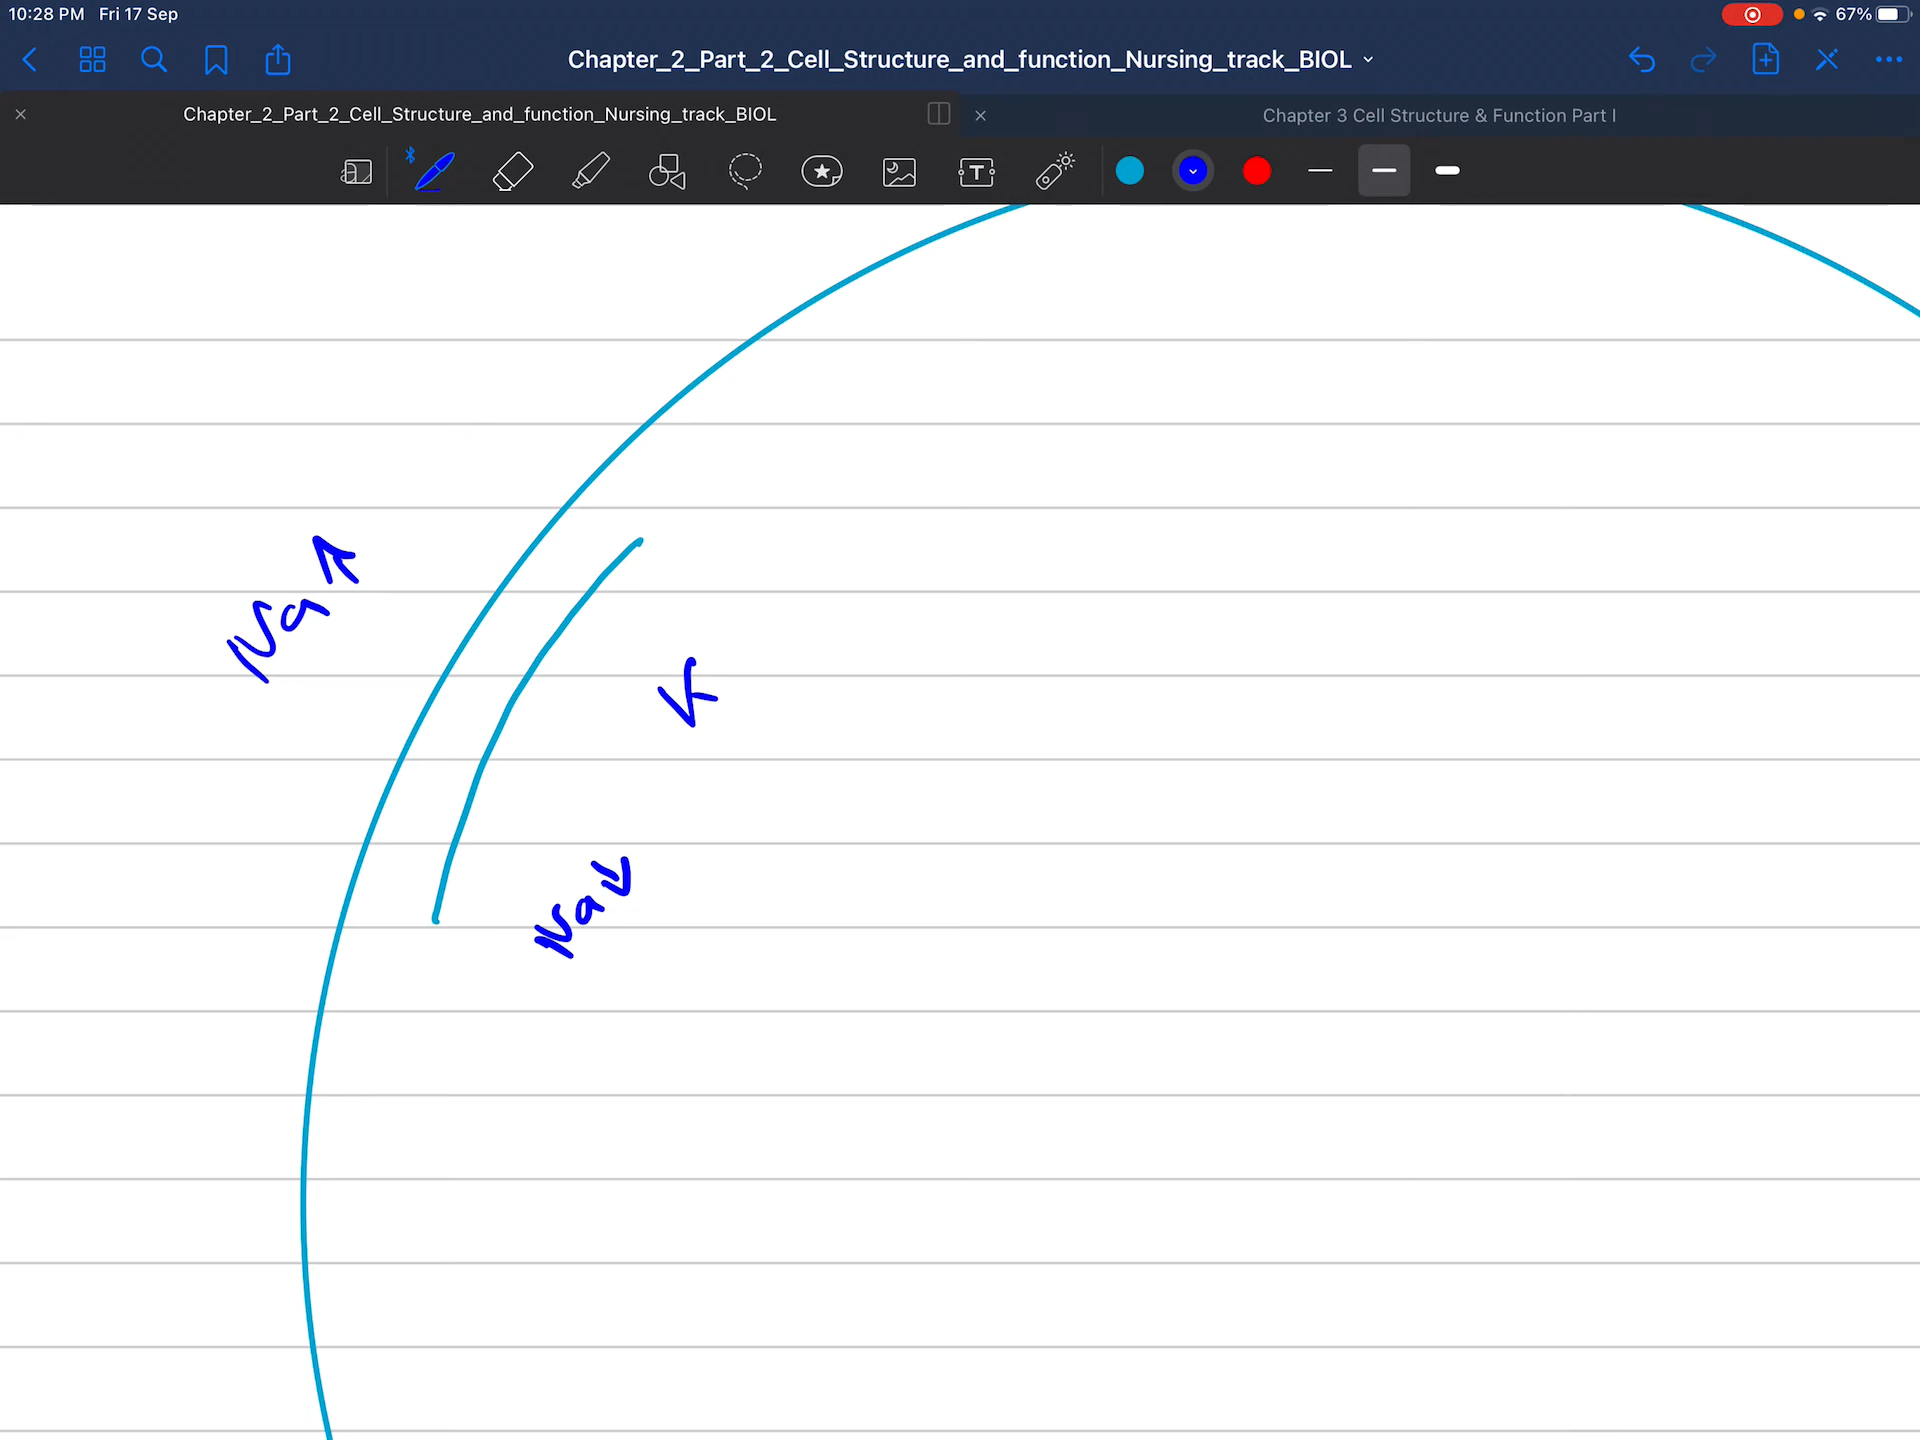 10:28 PM Fri 17 Sep
67%
Chapter_2_Part_2_Cell_Structure_and_function_Nursing_track_BIOL
Chapter_2_Part_2_Cell_Structure_and_function_Nursing_track_BIOL
Chapter 3 Cell Structure & Function Part I
Na ↑
K
Na ↓